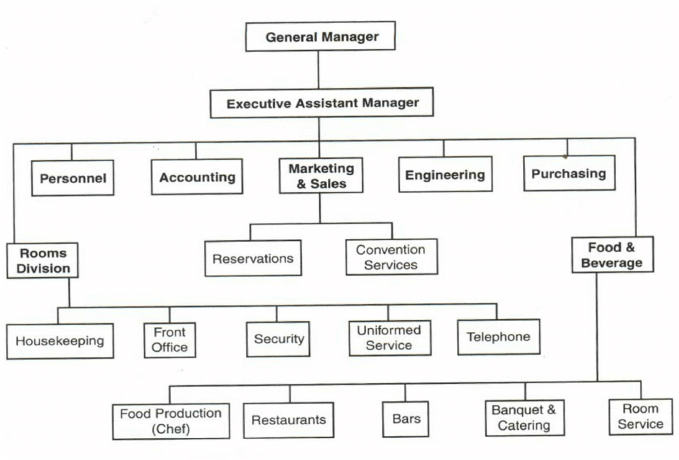 General Manager
Executive Assistant Manager
Personnel
Accounting
Marketing
& Sales
Engineering
Purchasing
Rooms
Division
Reservations
Convention
Services
Food &
Beverage
Housekeeping
Front
Office
Security
Uniformed
Service
Telephone
Food Production
(Chef)
Restaurants
Bars
Banquet &
Catering
Room
Service